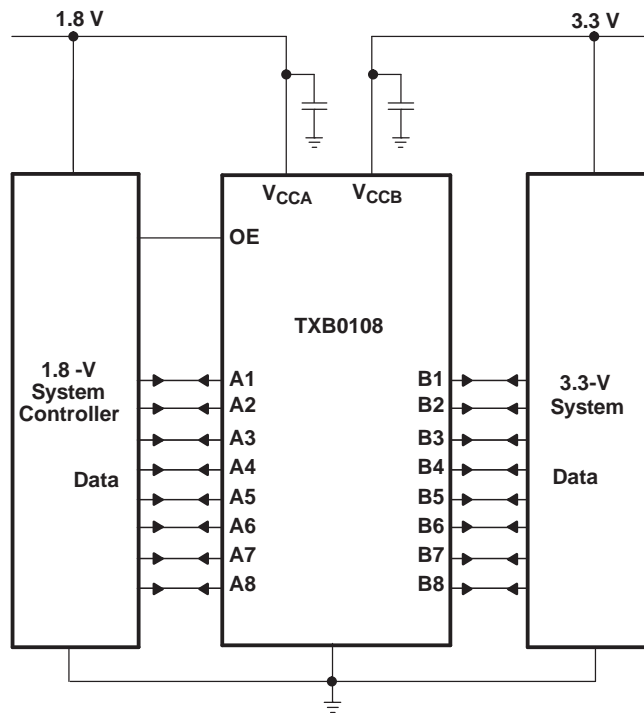 1.8 V
3.3 V
VCCA
VCCB
OE
TXB0108
1.8 -V
System
Controller
Data
A1
A2
A3
A4
A5
A6
A7
A8
B1
B2
B3
B4
B5
B6
B7
B8
3.3-V
System
Data